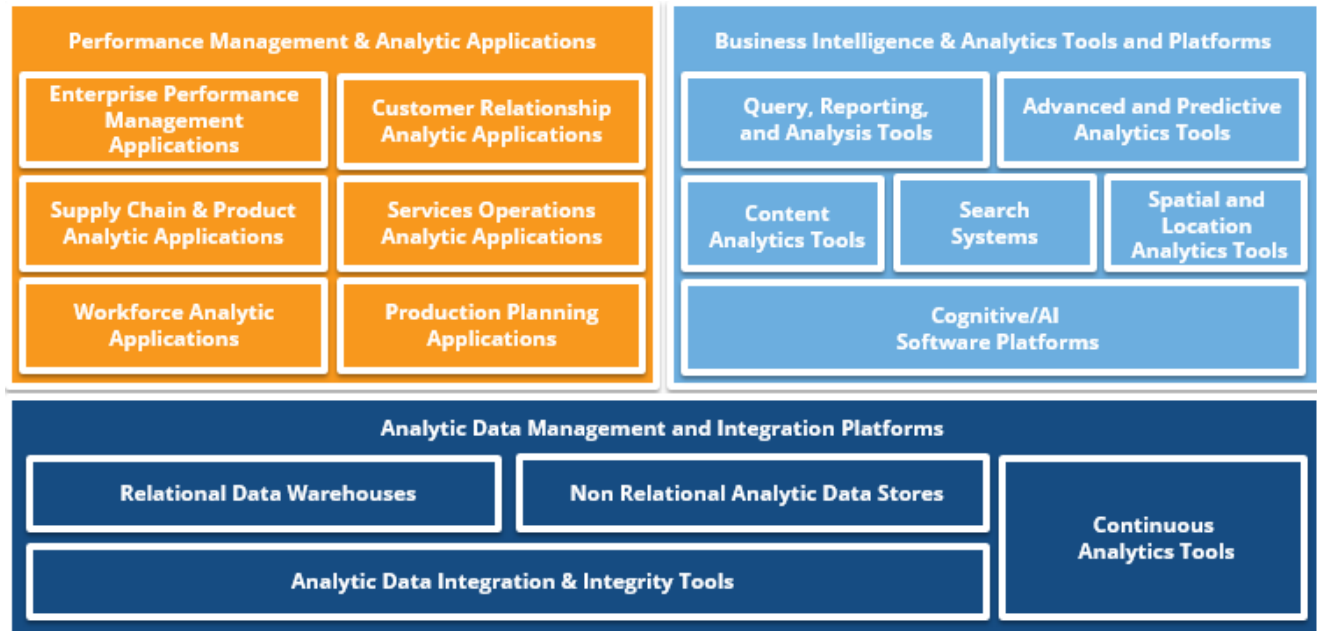 Performance Management & Analytic Applications
Enterprise Performance
Management
Applications
Customer Relationship
Analytic Applications
Supply Chain & Product
Analytic Applications
Services Operations
Analytic Applications
Workforce Analytic
Applications
Production Planning
Applications
Business Intelligence & Analytics Tools and Platforms
Query, Reporting,
and Analysis Tools
Advanced and Predictive
Analytics Tools
Content
Analytics Tools
Search
Systems
Spatial and
Location
Analytics Tools
Cognitive/AI
Software Platforms
Analytic Data Management and Integration Platforms
Relational Data Warehouses
Non Relational Analytic Data Stores
Analytic Data Integration & Integrity Tools
Continuous
Analytics Tools